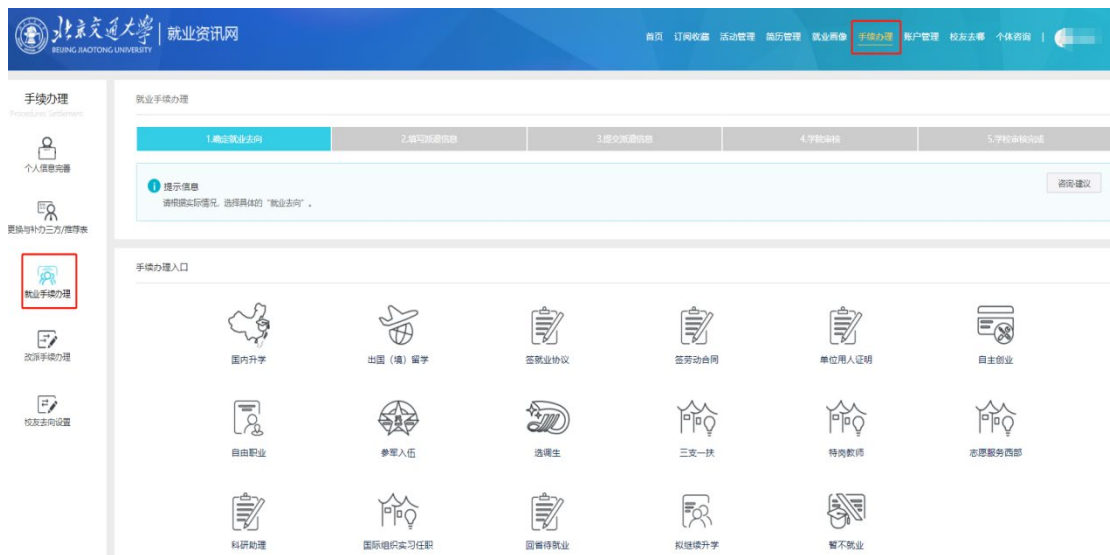 北京交通大学 | 就业资讯网
BEIJING JIAOTONG UNIVERSITY
首页 订阅收藏 活动管理 简历管理 就业画像 手续办理 账户管理 校友去哪 个体咨询 |
手续办理
Procedures Settlement
个人信息完善
更换与补办三方/推荐表
就业手续办理
改派手续办理
校友去向设置
就业手续办理
1.确定就业去向 2.填写派遣信息 3.提交派遣信息 4.学院审核 5.学校审核完成
提示信息
请根据实际情况，选择具体的“就业去向”。
咨询·建议
手续办理入口
国内升学 出国（境）留学 签就业协议 签劳动合同 单位用人证明 自主创业
自由职业 参军入伍 选调生 三支一扶 特岗教师 志愿服务西部
科研助理 国际组织实习任职 回省待就业 拟继续升学 暂不就业